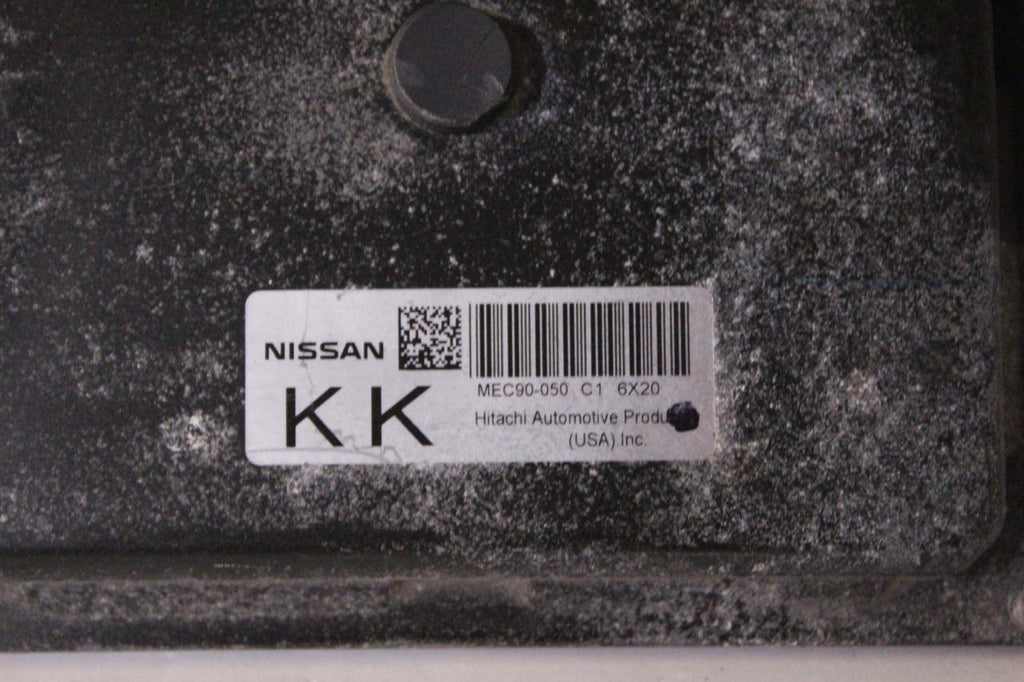 NISSAN
KK
MEC90-050 C1 6X20
Hitachi Automotive
(USA) Inc.